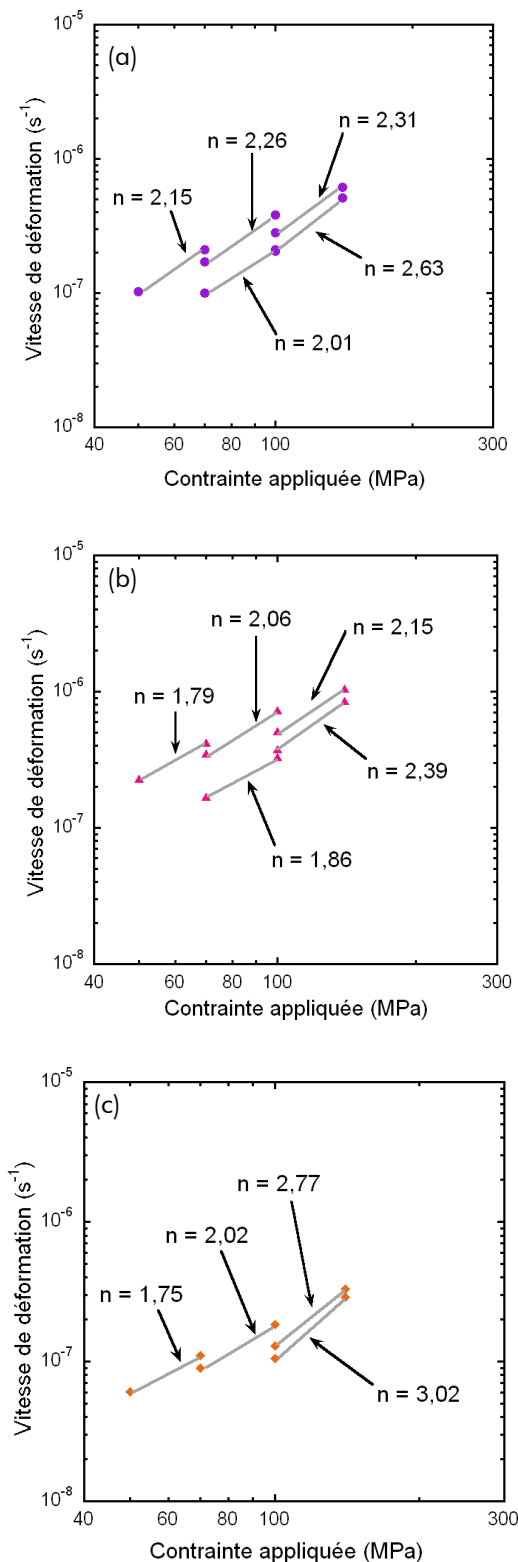 (a)
10⁻⁵
10⁻⁶
10⁻⁷
10⁻⁸
Vitesse de déformation (s⁻¹)
n = 2,15
n = 2,26
n = 2,31
n = 2,63
n = 2,01
40 60 80 100 300
Contrainte appliquée (MPa)
(b)
10⁻⁵
10⁻⁶
10⁻⁷
10⁻⁸
Vitesse de déformation (s⁻¹)
n = 1,79
n = 2,06
n = 2,15
n = 2,39
n = 1,86
40 60 80 100 300
Contrainte appliquée (MPa)
(c)
10⁻⁵
10⁻⁶
10⁻⁷
10⁻⁸
Vitesse de déformation (s⁻¹)
n = 1,75
n = 2,02
n = 2,77
n = 3,02
40 60 80 100 300
Contrainte appliquée (MPa)